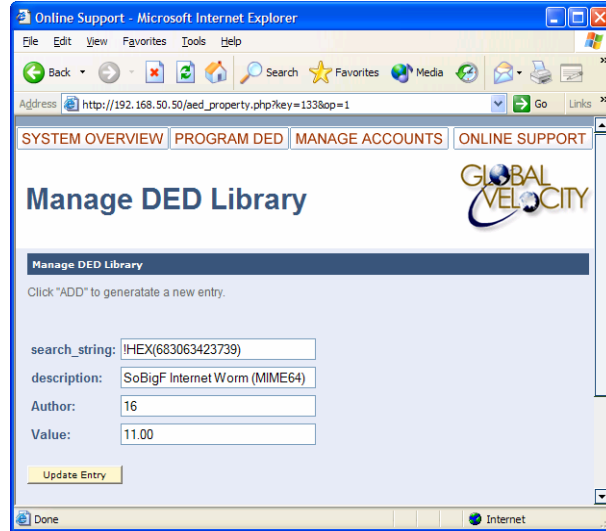 Online Support - Microsoft Internet Explorer
File Edit View Favorites Tools Help
Back Search Favorites Media »
Address http://192.168.50.50/aed_property.php?key=133&op=1 Go Links »
SYSTEM OVERVIEW PROGRAM DED MANAGE ACCOUNTS ONLINE SUPPORT
Manage DED Library
GLOBAL
VELOCITY
Manage DED Library
Click "ADD" to generatate a new entry.
search_string: !HEX(683063423739)
description: SoBigF Internet Worm (MIME64)
Author: 16
Value: 11.00
Update Entry
Done Internet